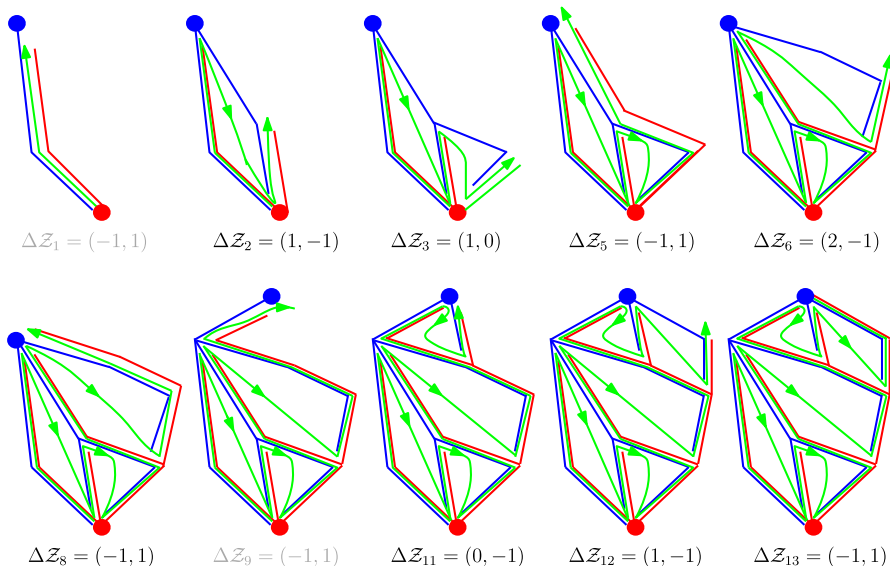 Δ𝒵₁ = (-1, 1)
Δ𝒵₂ = (1, -1)
Δ𝒵₃ = (1, 0)
Δ𝒵₅ = (-1, 1)
Δ𝒵₆ = (2, -1)
Δ𝒵₈ = (-1, 1)
Δ𝒵₉ = (-1, 1)
Δ𝒵₁₁ = (0, -1)
Δ𝒵₁₂ = (1, -1)
Δ𝒵₁₃ = (-1, 1)